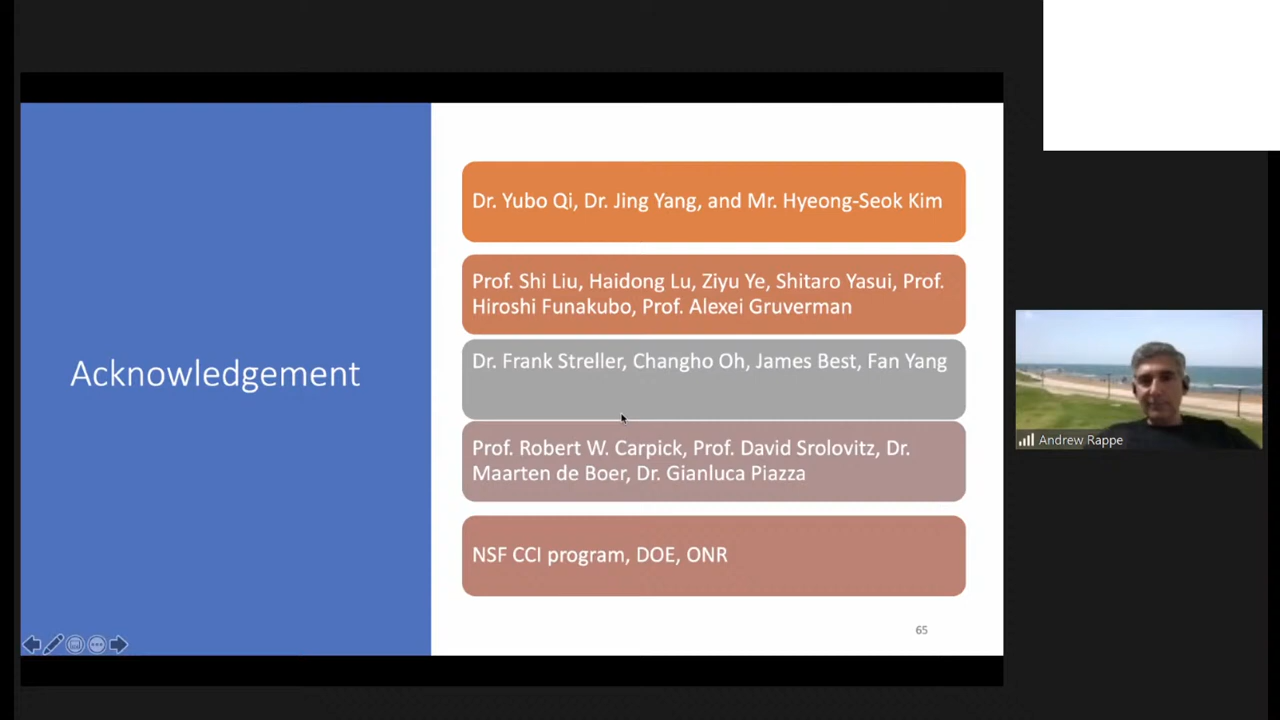 Acknowledgement
Dr. Yubo Qi, Dr. Jing Yang, and Mr. Hyeong-Seok Kim
Prof. Shi Liu, Haidong Lu, Ziyu Ye, Shitaro Yasui, Prof.
Hiroshi Funakubo, Prof. Alexei Gruverman
Dr. Frank Streller, Changho Oh, James Best, Fan Yang
Prof. Robert W. Carpick, Prof. David Srolovitz, Dr.
Maarten de Boer, Dr. Gianluca Piazza
NSF CCI program, DOE, ONR
65
Andrew Rappe